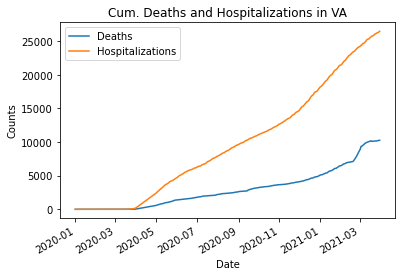 Cum. Deaths and Hospitalizations in VA
Deaths
Hospitalizations
Counts
25000
20000
15000
10000
5000
0
2020-01
2020-03
2020-05
2020-07
2020-09
2020-11
2021-01
2021-03
Date